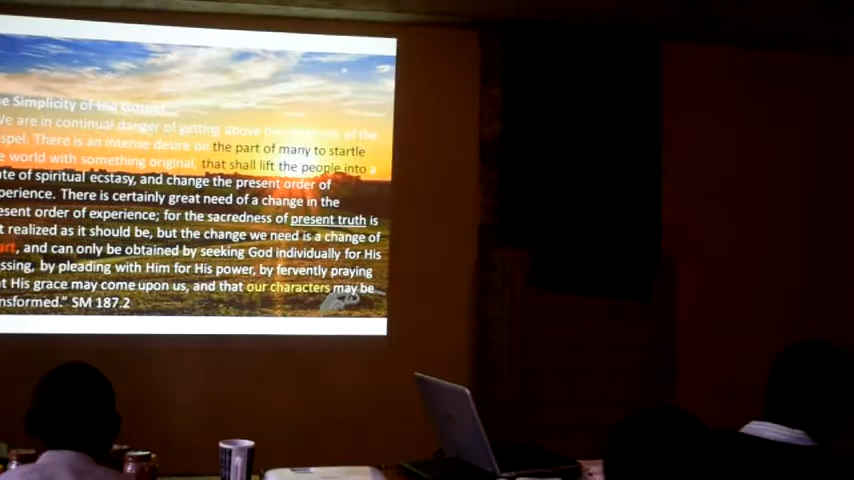 e Simplicity of the Gospel
We are in continual danger of getting above the simplicity of the
spel. There is an intense desire on the part of many to startle
e world with something original, that shall lift the people into a
ate of spiritual ecstasy, and change the present order of
perience. There is certainly great need of a change in the
esent order of experience; for the sacredness of present truth is
t realized as it should be, but the change we need is a change of
art, and can only be obtained by seeking God individually for His
ssing, by pleading with Him for His power, by fervently praying
at His grace may come upon us, and that our characters may be
nsformed.” SM 187.2